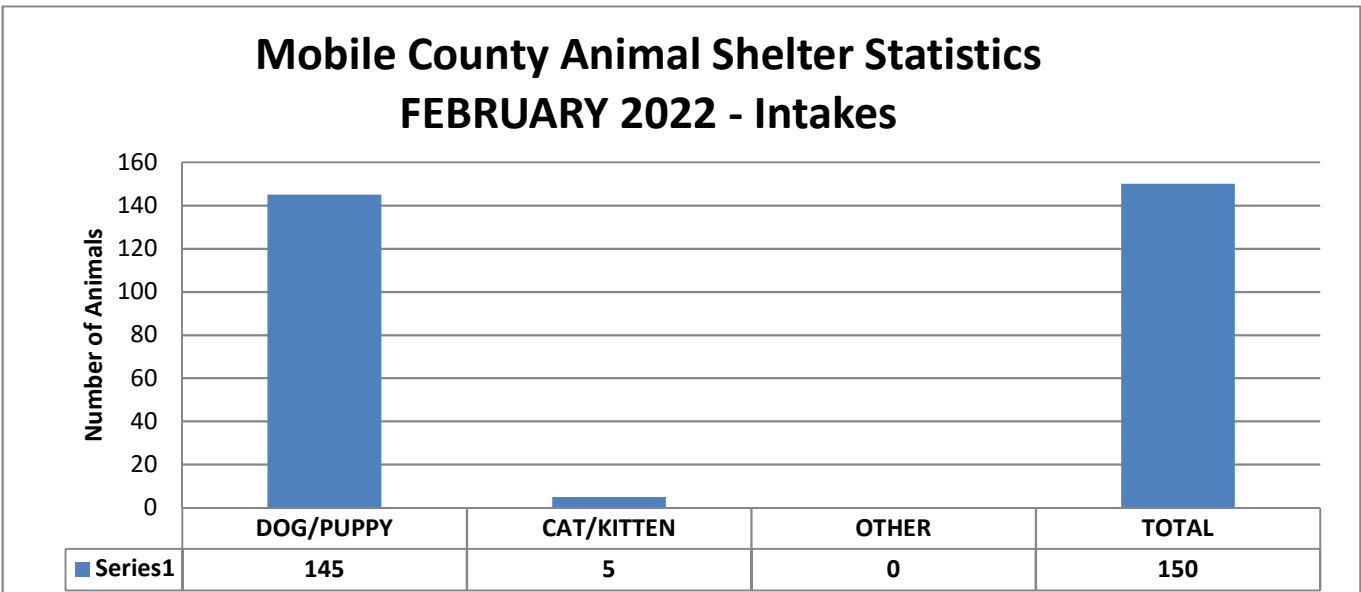 Mobile County Animal Shelter Statistics
FEBRUARY 2022 - Intakes
Number of Animals
160
140
120
100
80
60
40
20
0
DOG/PUPPY CAT/KITTEN OTHER TOTAL
Series1 145 5 0 150